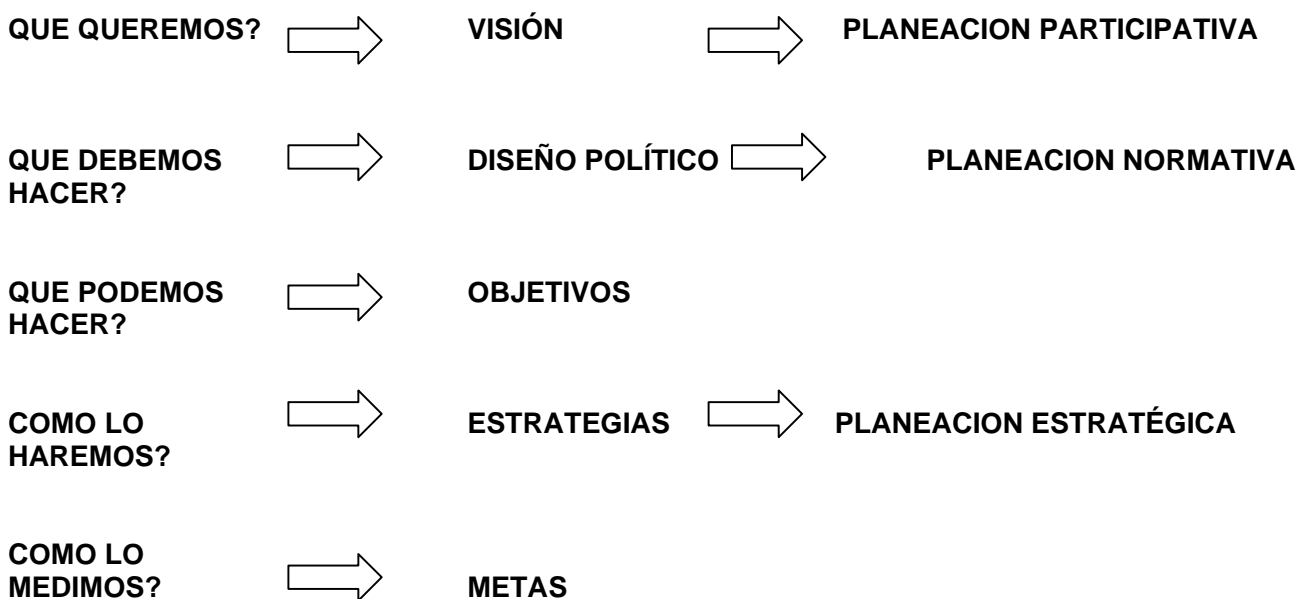 QUE QUEREMOS? VISIÓN PLANEACION PARTICIPATIVA
QUE DEBEMOS DISEÑO POLÍTICO PLANEACION NORMATIVA
HACER?
QUE PODEMOS OBJETIVOS
HACER?
COMO LO ESTRATEGIAS PLANEACION ESTRATÉGICA
HAREMOS?
COMO LO
MEDIMOS? METAS